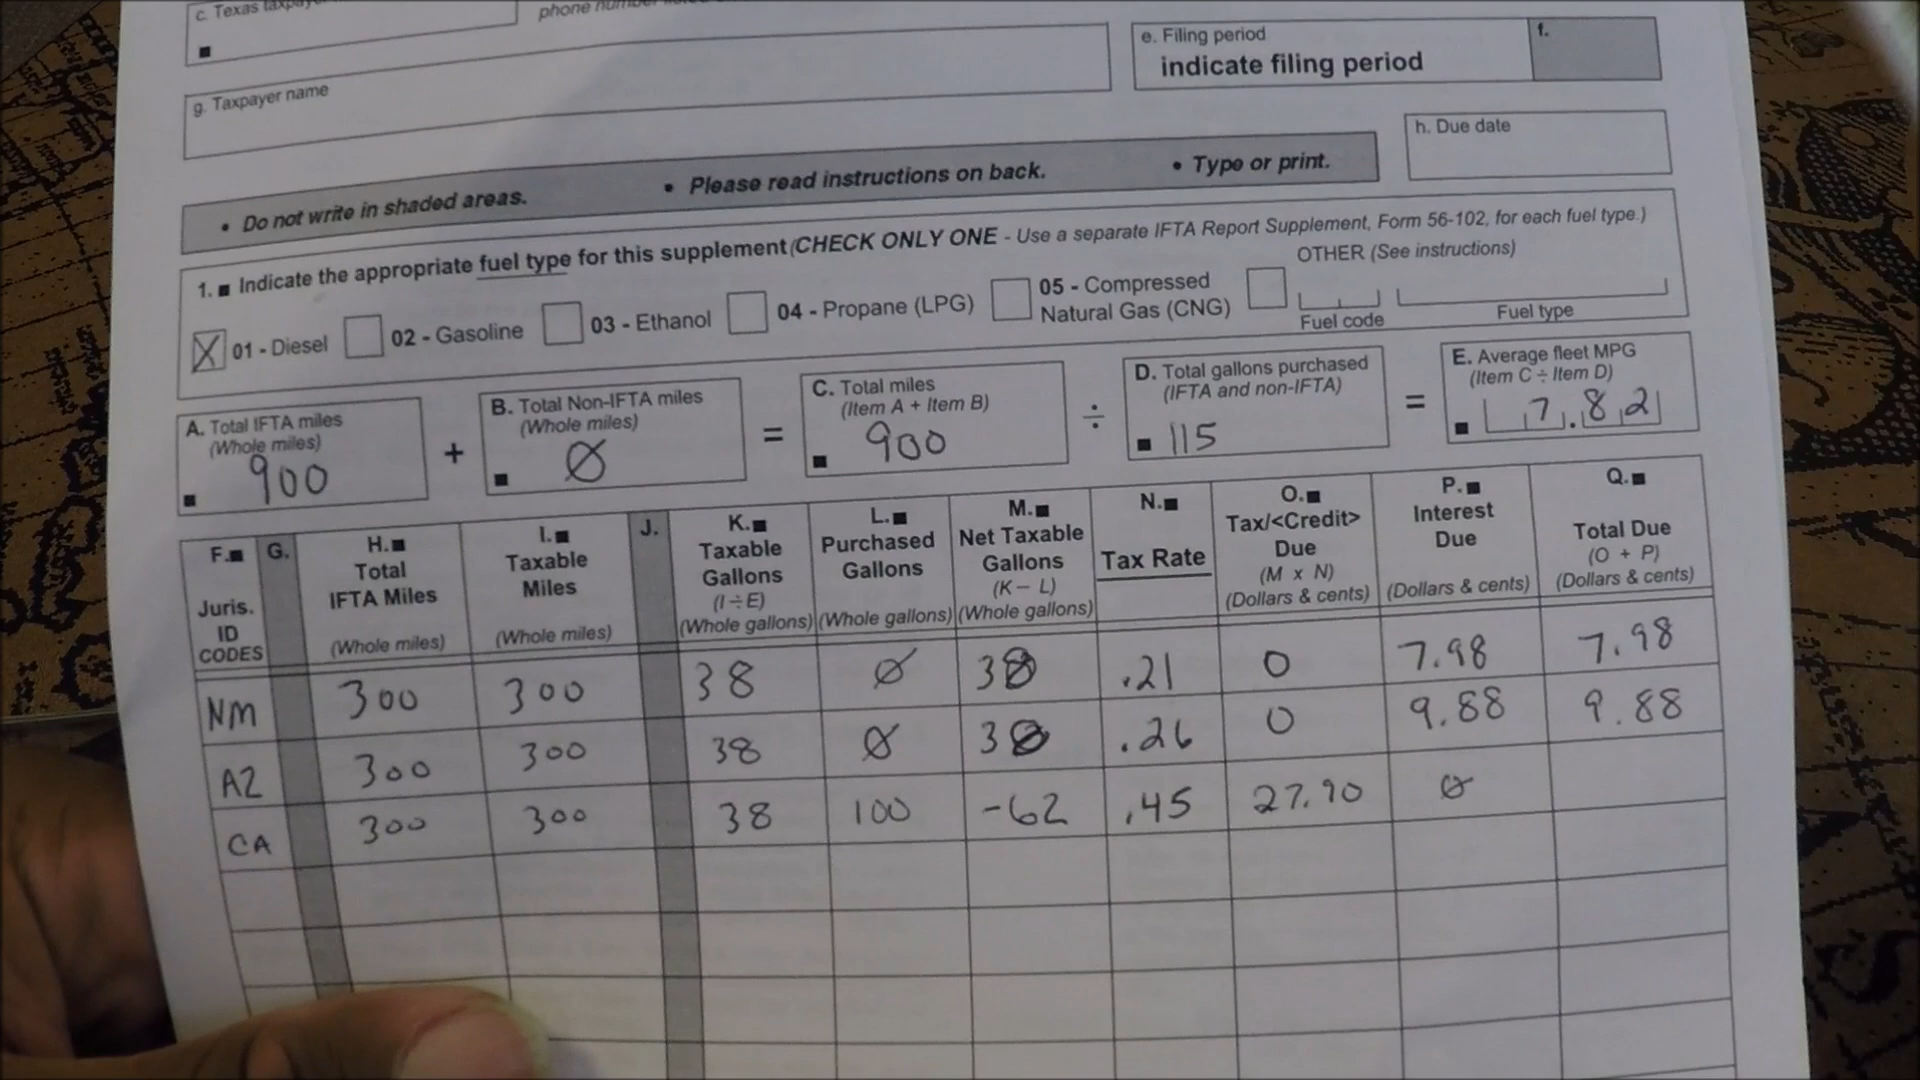 c. Texas
phone number
e. Filing period
indicate filing period
f.
g. Taxpayer name
h. Due date
• Do not write in shaded areas. • Please read instructions on back. • Type or print.
1. ■ Indicate the appropriate fuel type for this supplement (CHECK ONLY ONE - Use a separate IFTA Report Supplement, Form 56-102, for each fuel type.)
X 01 - Diesel
02 - Gasoline
03 - Ethanol
04 - Propane (LPG)
05 - Compressed
Natural Gas (CNG)
OTHER (See instructions)
Fuel code
Fuel type
A. Total IFTA miles
(Whole miles)
■ 900
+
B. Total Non-IFTA miles
(Whole miles)
■ Ø
=
C. Total miles
(Item A + Item B)
■ 900
÷
D. Total gallons purchased
(IFTA and non-IFTA)
■ 115
=
E. Average fleet MPG
(Item C ÷ Item D)
■ 7.82
F.■
Juris.
ID
CODES
G.
H.■
Total
IFTA Miles
(Whole miles)
I.■
Taxable
Miles
(Whole miles)
J.
K.■
Taxable
Gallons
(I ÷ E)
(Whole gallons)
L.■
Purchased
Gallons
(Whole gallons)
M.■
Net Taxable
Gallons
(K – L)
(Whole gallons)
N.■
Tax Rate
O.■
Tax/<Credit>
Due
(M x N)
(Dollars & cents)
P.■
Interest
Due
(Dollars & cents)
Q.■
Total Due
(O + P)
(Dollars & cents)
NM 300 300 38 Ø 38 .21 0 7.98 7.98
AZ 300 300 38 Ø 38 .26 0 9.88 9.88
CA 300 300 38 100 -62 .45 27.90 Ø